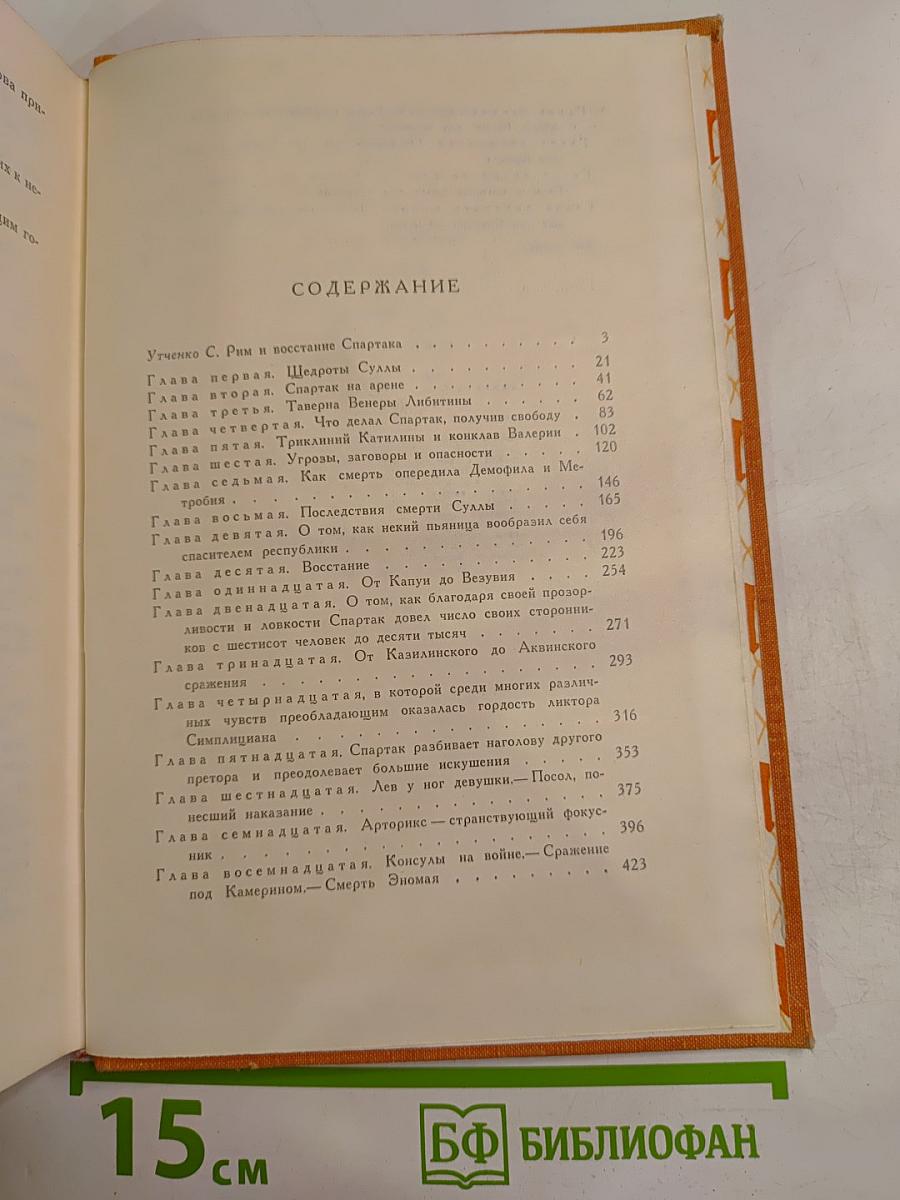 ова при-
их к не-
щим го-
СОДЕРЖАНИЕ
Утченко С. Рим и восстание Спартака . . . . . . . . . . 3
Глава первая. Щедроты Суллы . . . . . . . . . . 21
Глава вторая. Спартак на арене . . . . . . . . . . 41
Глава третья. Таверна Венеры Либитины . . . . . . 62
Глава четвертая. Что делал Спартак, получив свободу . 83
Глава пятая. Триклиний Катилины и конклав Валерии . 102
Глава шестая. Угрозы, заговоры и опасности . . . . . 120
Глава седьмая. Как смерть опередила Демофила и Ме-
тробия . . . . . . . . . . . . . . . . . . 146
Глава восьмая. Последствия смерти Суллы . . . . . 165
Глава девятая. О том, как некий пьяница вообразил себя
спасителем республики . . . . . . . . . . . . . 196
Глава десятая. Восстание . . . . . . . . . . . 223
Глава одиннадцатая. От Капуи до Везувия . . . . 254
Глава двенадцатая. О том, как благодаря своей прозор-
ливости и ловкости Спартак довел число своих сторонни-
ков с шестисот человек до десяти тысяч . . . . . . . 271
Глава тринадцатая. От Казилинского до Аквинского
сражения . . . . . . . . . . . . . . . . . 293
Глава четырнадцатая, в которой среди многих различ-
ных чувств преобладающим оказалась гордость ликтора
Симплициана . . . . . . . . . . . . . . . . 316
Глава пятнадцатая. Спартак разбивает наголову другого
претора и преодолевает большие искушения . . . . . 353
Глава шестнадцатая. Лев у ног девушки.— Посол, по-
несший наказание . . . . . . . . . . . . . . 375
Глава семнадцатая. Арторикс — странствующий фокус-
ник . . . . . . . . . . . . . . . . . . . 396
Глава восемнадцатая. Консулы на войне.— Сражение
под Камерином.— Смерть Эномая . . . . . . . . . 423
15 см
БФ БИБЛИОФАН